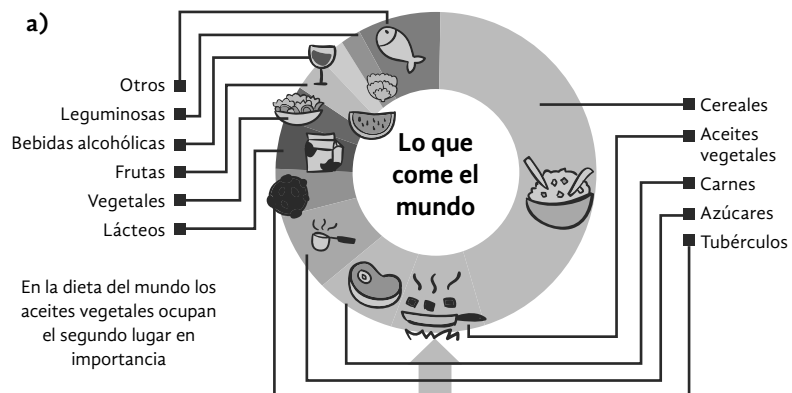 a)
Otros
Leguminosas
Bebidas alcohólicas
Frutas
Vegetales
Lácteos
En la dieta del mundo los
aceites vegetales ocupan
el segundo lugar en
importancia
Lo que
come el
mundo
Cereales
Aceites
vegetales
Carnes
Azúcares
Tubérculos